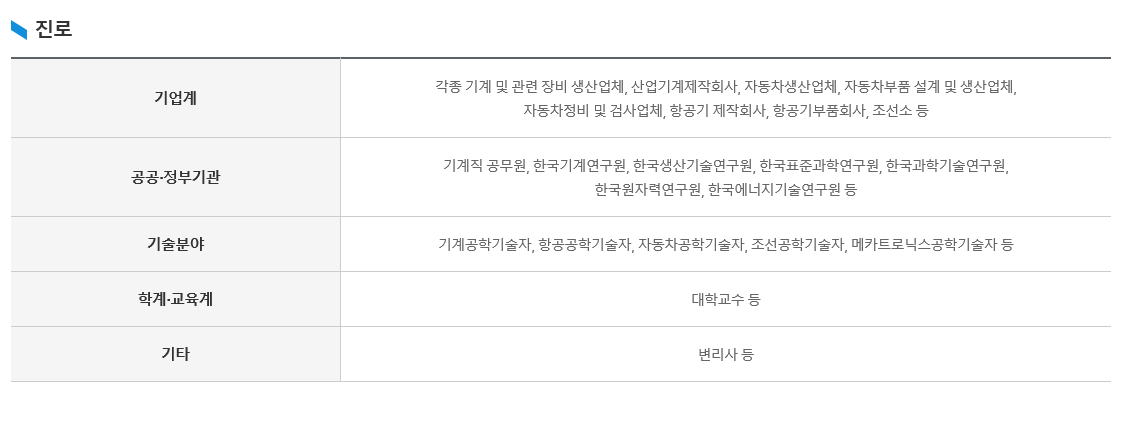 진로
기업계
각종 기계 및 관련 장비 생산업체, 산업기계제작회사, 자동차생산업체, 자동차부품 설계 및 생산업체,
자동차정비 및 검사업체, 항공기 제작회사, 항공기부품회사, 조선소 등
공공·정부기관
기계직 공무원, 한국기계연구원, 한국생산기술연구원, 한국표준과학연구원, 한국과학기술연구원,
한국원자력연구원, 한국에너지기술연구원 등
기술분야
기계공학기술자, 항공공학기술자, 자동차공학기술자, 조선공학기술자, 메카트로닉스공학기술자 등
학계·교육계
대학교수 등
기타
변리사 등